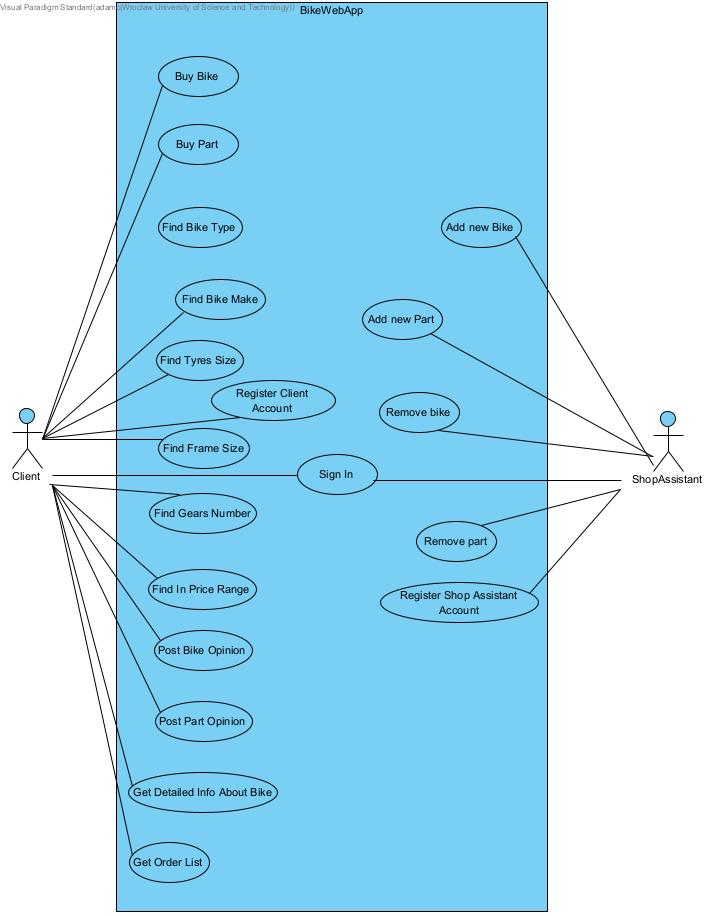 Visual Paradigm Standard(adam(Wroclaw University of Science and Technology))
BikeWebApp
Buy Bike
Buy Part
Find Bike Type
Add new Bike
Find Bike Make
Add new Part
Find Tyres Size
Register Client
Account
Remove bike
Find Frame Size
Client
Sign In
ShopAssistant
Find Gears Number
Remove part
Find In Price Range
Register Shop Assistant
Account
Post Bike Opinion
Post Part Opinion
Get Detailed Info About Bike
Get Order List